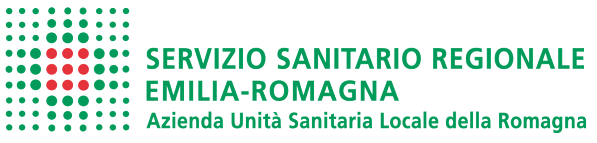 SERVIZIO SANITARIO REGIONALE
EMILIA-ROMAGNA
Azienda Unità Sanitaria Locale della Romagna